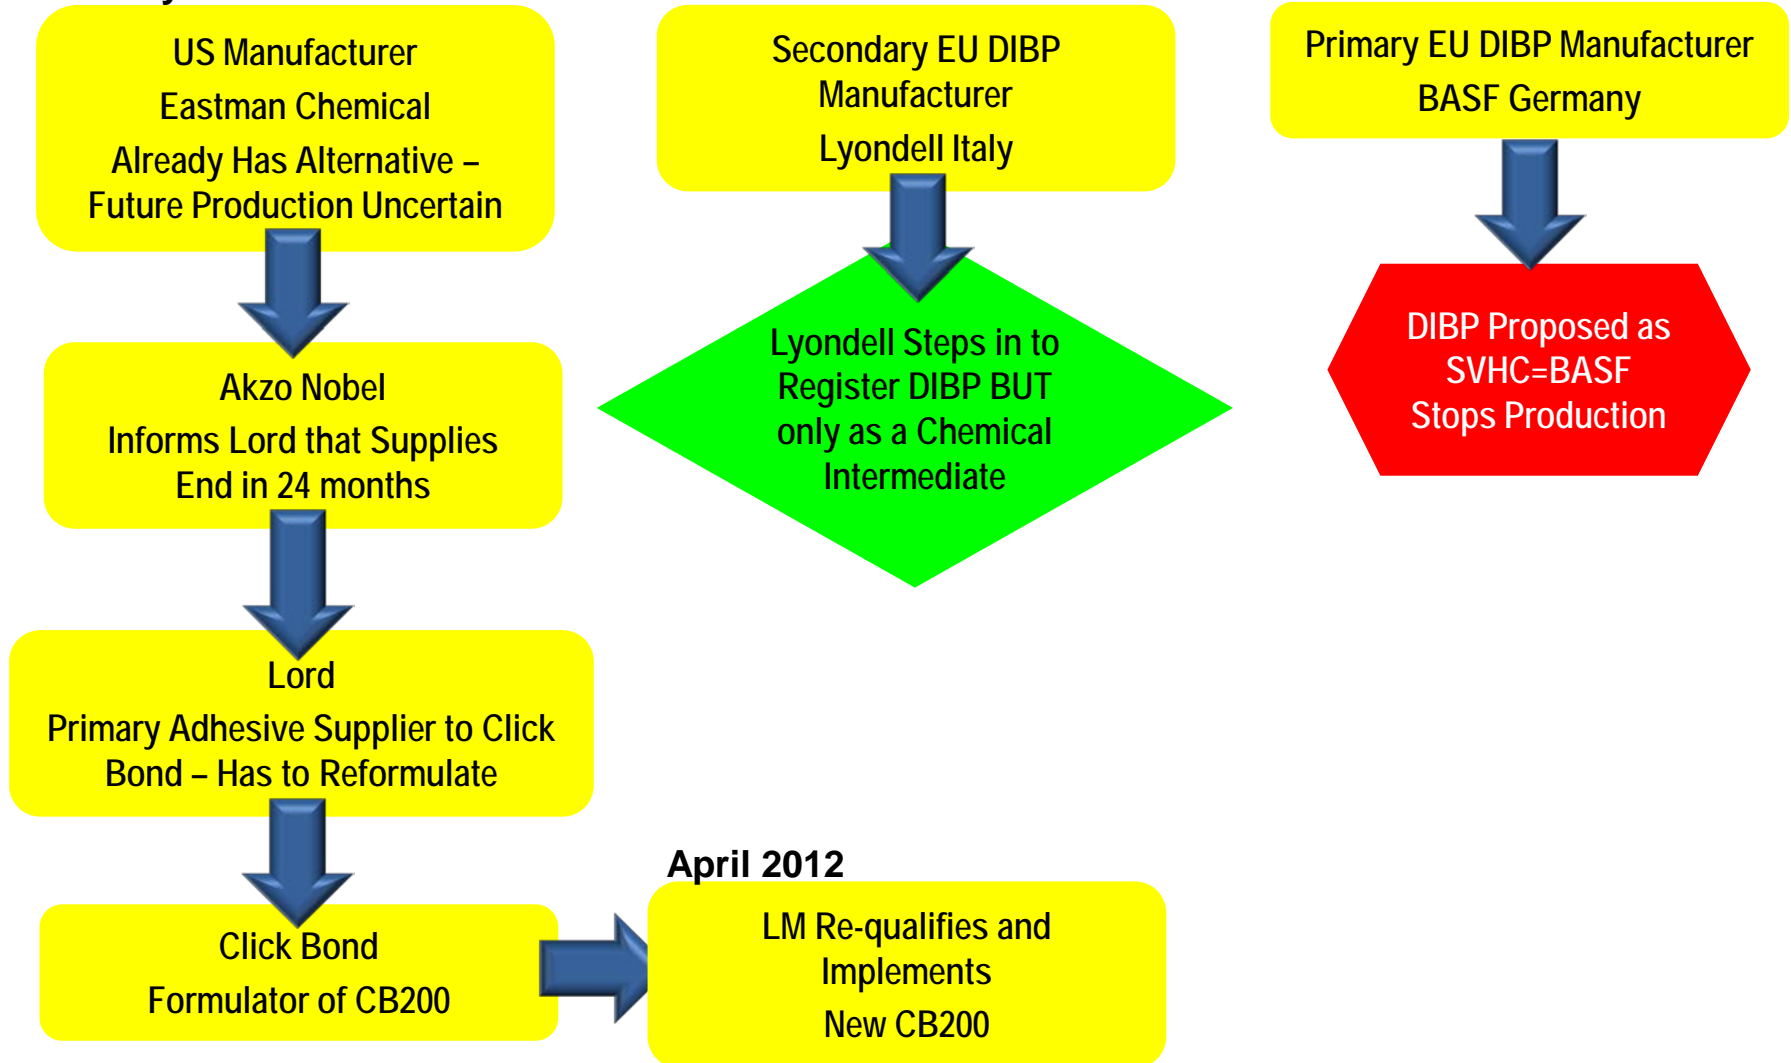 US Manufacturer
Eastman Chemical
Already Has Alternative –
Future Production Uncertain
Secondary EU DIBP
Manufacturer
Lyondell Italy
Primary EU DIBP Manufacturer
BASF Germany
Akzo Nobel
Informs Lord that Supplies
End in 24 months
Lyondell Steps in to
Register DIBP BUT
only as a Chemical
Intermediate
DIBP Proposed as
SVHC=BASF
Stops Production
Lord
Primary Adhesive Supplier to Click
Bond – Has to Reformulate
Click Bond
Formulator of CB200
April 2012
LM Re-qualifies and
Implements
New CB200